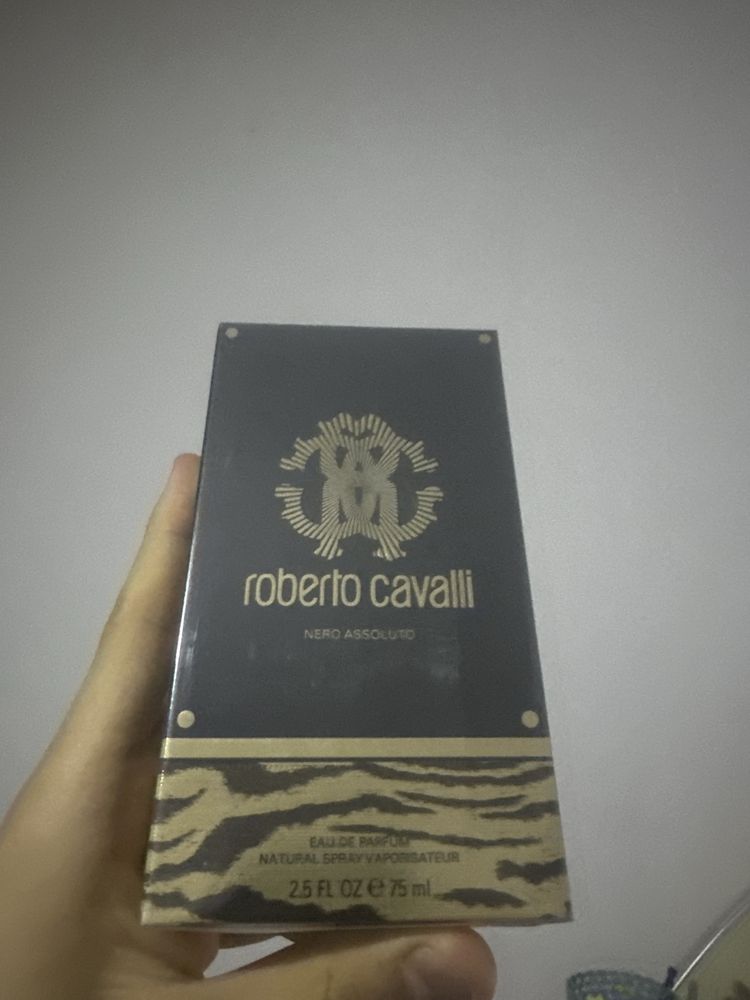 roberto cavalli
NERO ASSOLUTO
EAU DE PARFUM
NATURAL SPRAY VAPORISATEUR
2.5 FL OZ ℮ 75 ml